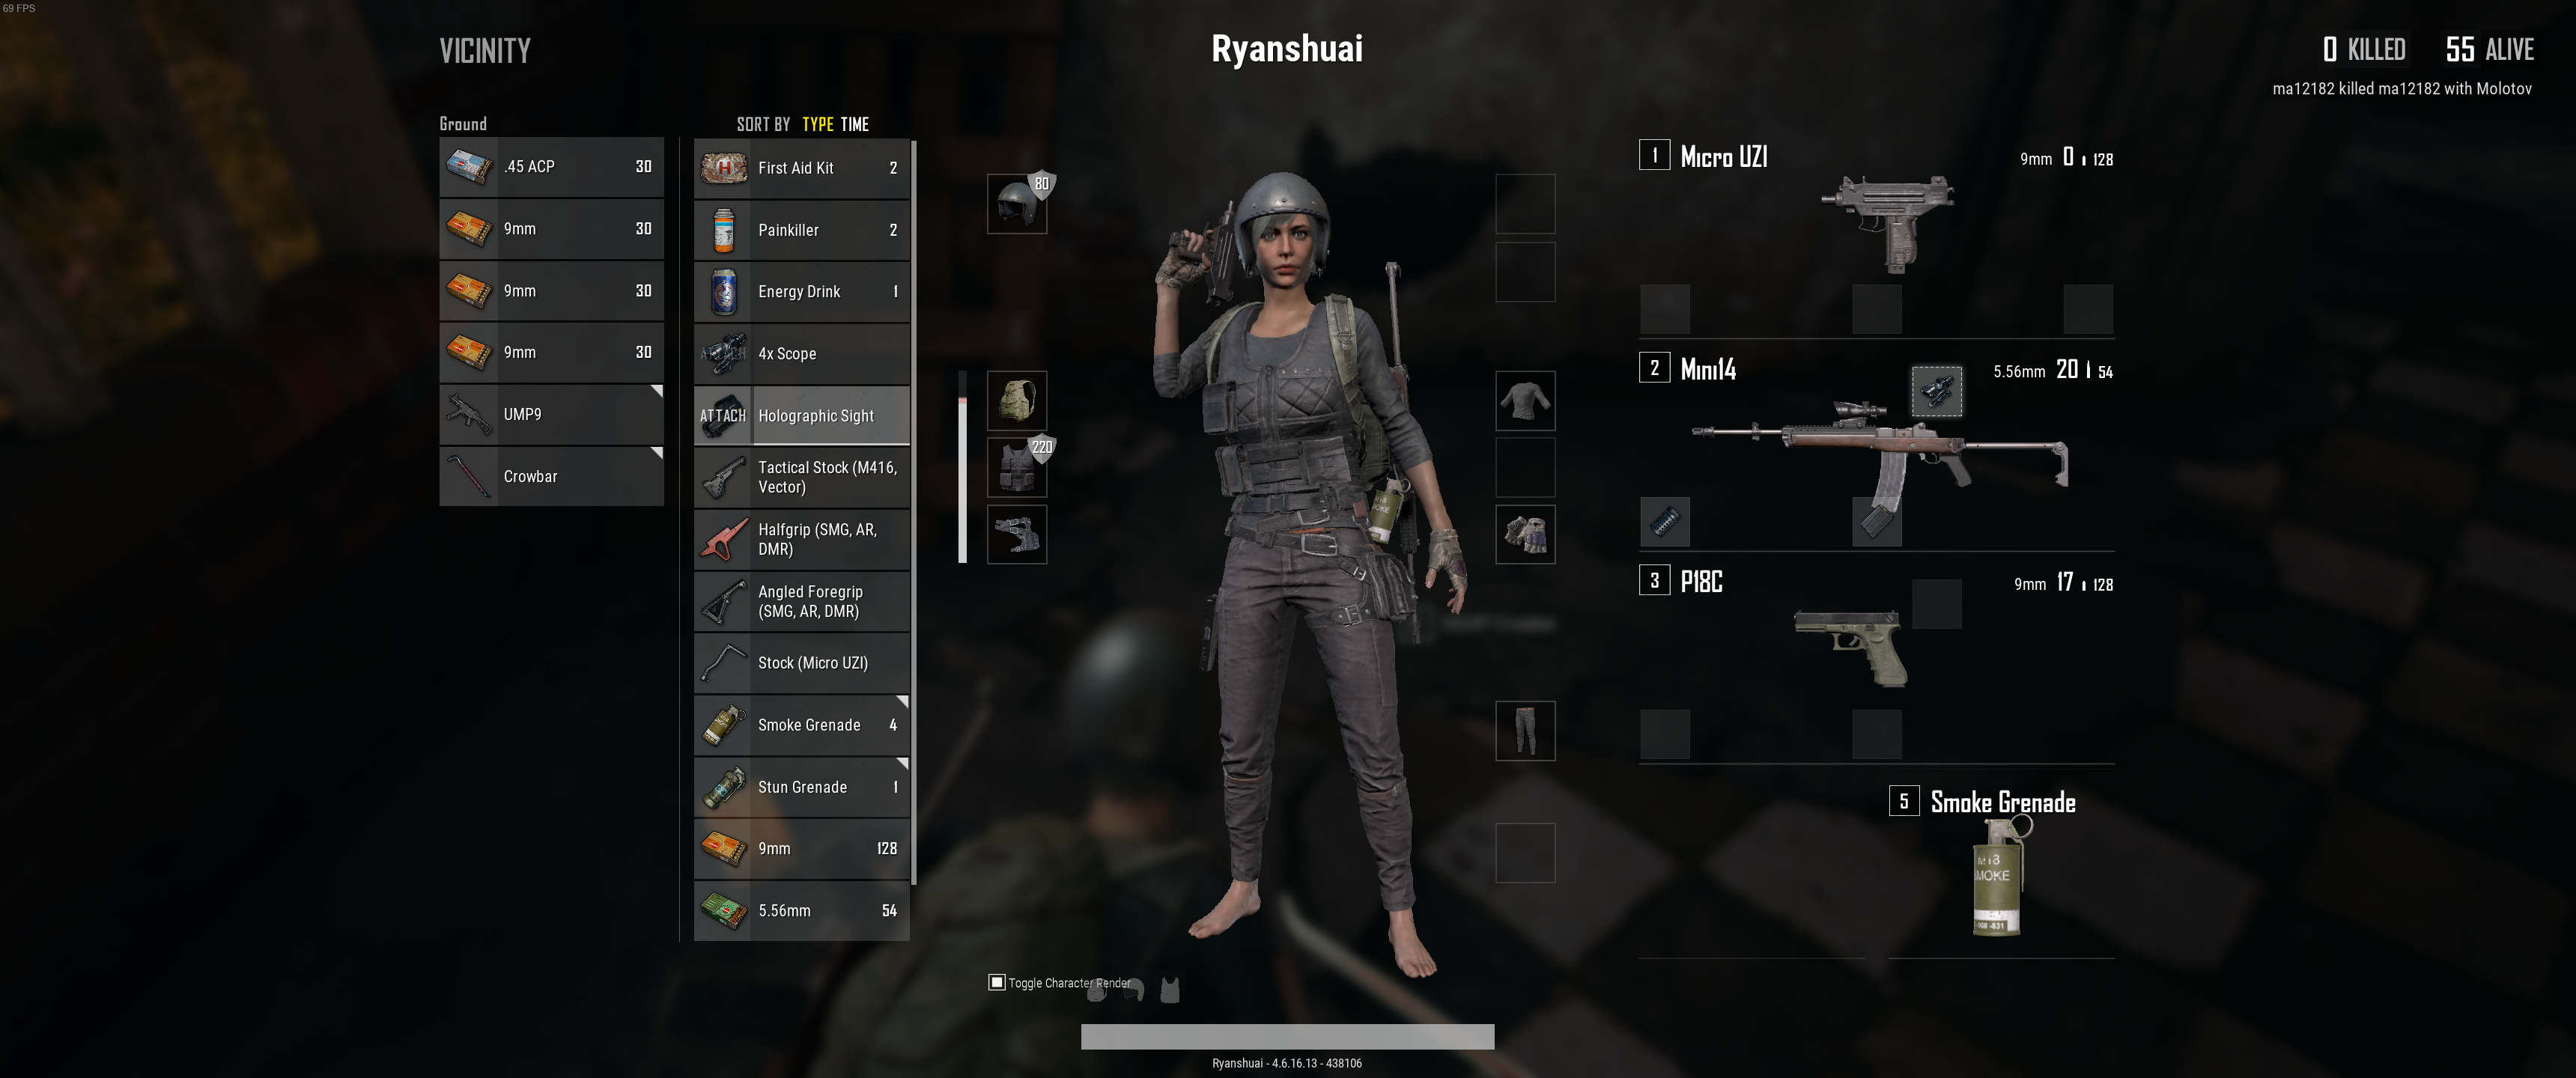 69 FPS
VICINITY
Ryanshuai
0 KILLED 55 ALIVE
ma12182 killed ma12182 with Molotov
Ground
.45 ACP 30
9mm 30
9mm 30
9mm 30
UMP9
Crowbar
SORT BY TYPE TIME
First Aid Kit 2
Painkiller 2
Energy Drink 1
ATTACH 4x Scope
ATTACH Holographic Sight
Tactical Stock (M416,
Vector)
Halfgrip (SMG, AR,
DMR)
Angled Foregrip
(SMG, AR, DMR)
Stock (Micro UZI)
Smoke Grenade 4
Stun Grenade 1
9mm 128
5.56mm 54
80
220
1 Micro UZI 9mm 0 128
2 Mini14 5.56mm 20 54
3 P18C 9mm 17 128
5 Smoke Grenade
M18
SMOKE
Toggle Character Render
Ryanshuai - 4.6.16.13 - 438106